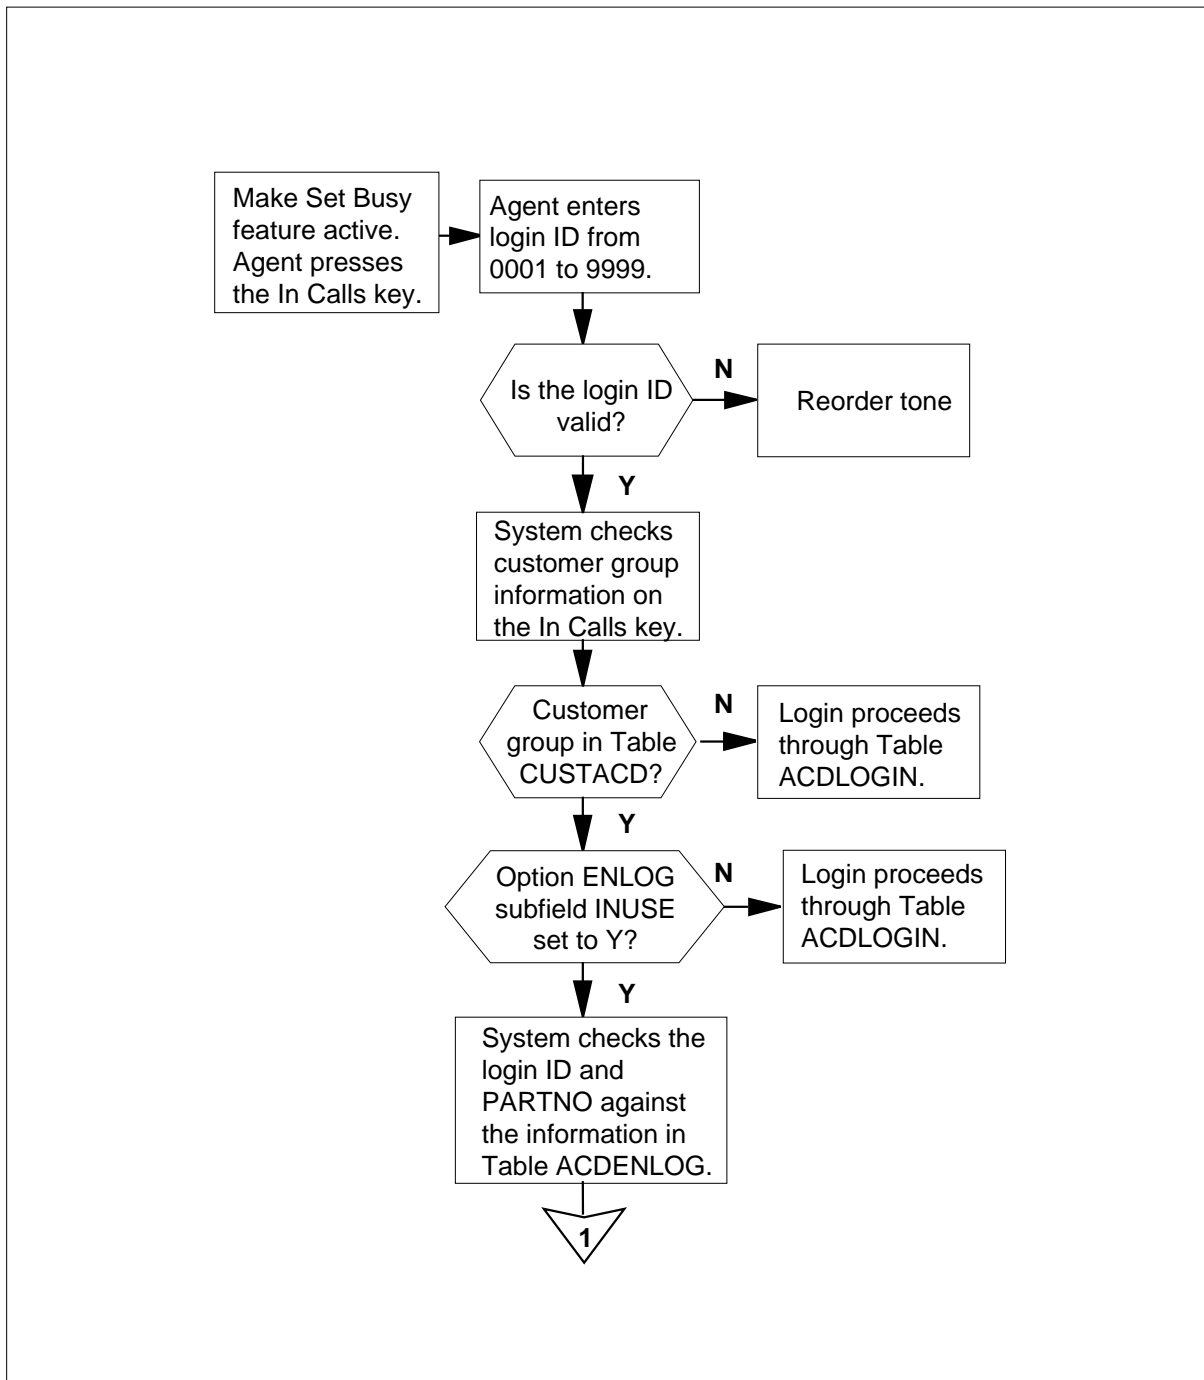 Make Set Busy
feature active.
Agent presses
the In Calls key.
Agent enters
login ID from
0001 to 9999.
Is the login ID
valid?
N
Reorder tone
Y
System checks
customer group
information on
the In Calls key.
Customer
group in Table
CUSTACD?
N
Login proceeds
through Table
ACDLOGIN.
Y
Option ENLOG
subfield INUSE
set to Y?
N
Login proceeds
through Table
ACDLOGIN.
Y
System checks the
login ID and
PARTNO against
the information in
Table ACDENLOG.
1